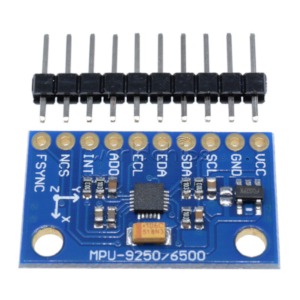 FSYNC
NCS
INT
ADO
ECL
EDA
SDA
SCL
GND
VCC
Z
Y
X
MPU-9250/6500